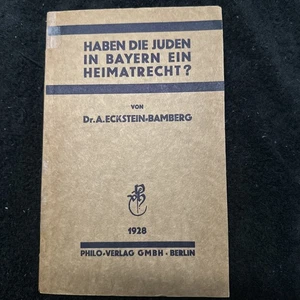 HABEN DIE JUDEN
IN BAYERN EIN
HEIMATRECHT?
VON
Dr. A. ECKSTEIN-BAMBERG
1928
PHILO-VERLAG GMBH · BERLIN